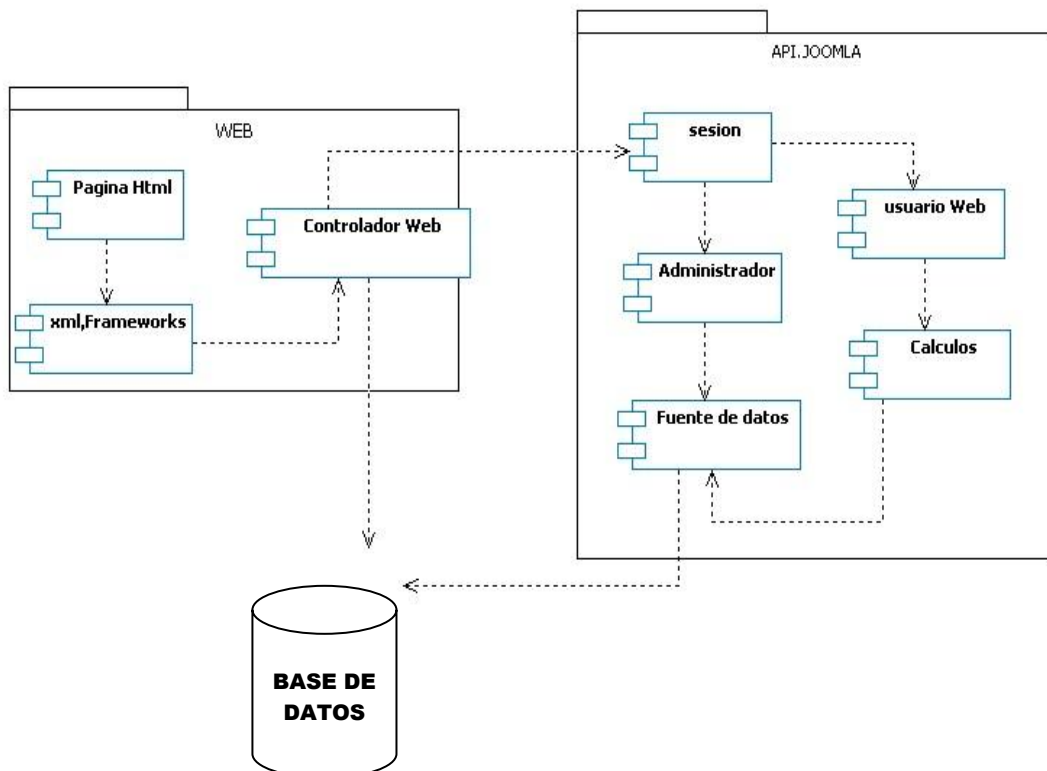 WEB
Pagina Html
Controlador Web
xml,Frameworks
API.JOOMLA
sesion
usuario Web
Administrador
Calculos
Fuente de datos
BASE DE
DATOS